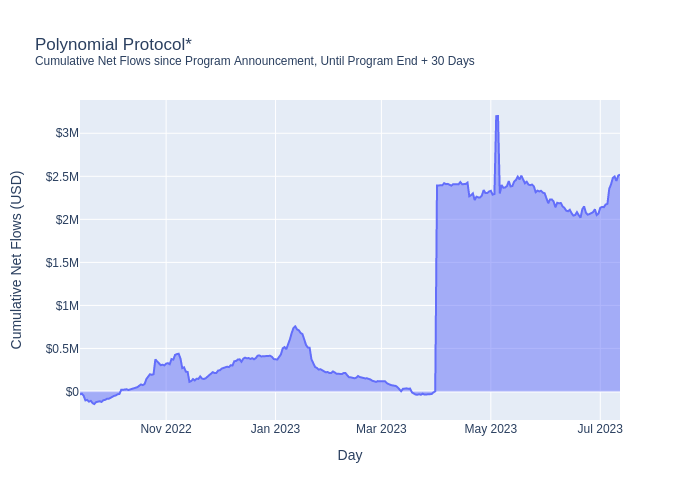 Polynomial Protocol*
Cumulative Net Flows since Program Announcement, Until Program End + 30 Days
Cumulative Net Flows (USD)
$3M
$2.5M
$2M
$1.5M
$1M
$0.5M
$0
Nov 2022
Jan 2023
Mar 2023
May 2023
Jul 2023
Day